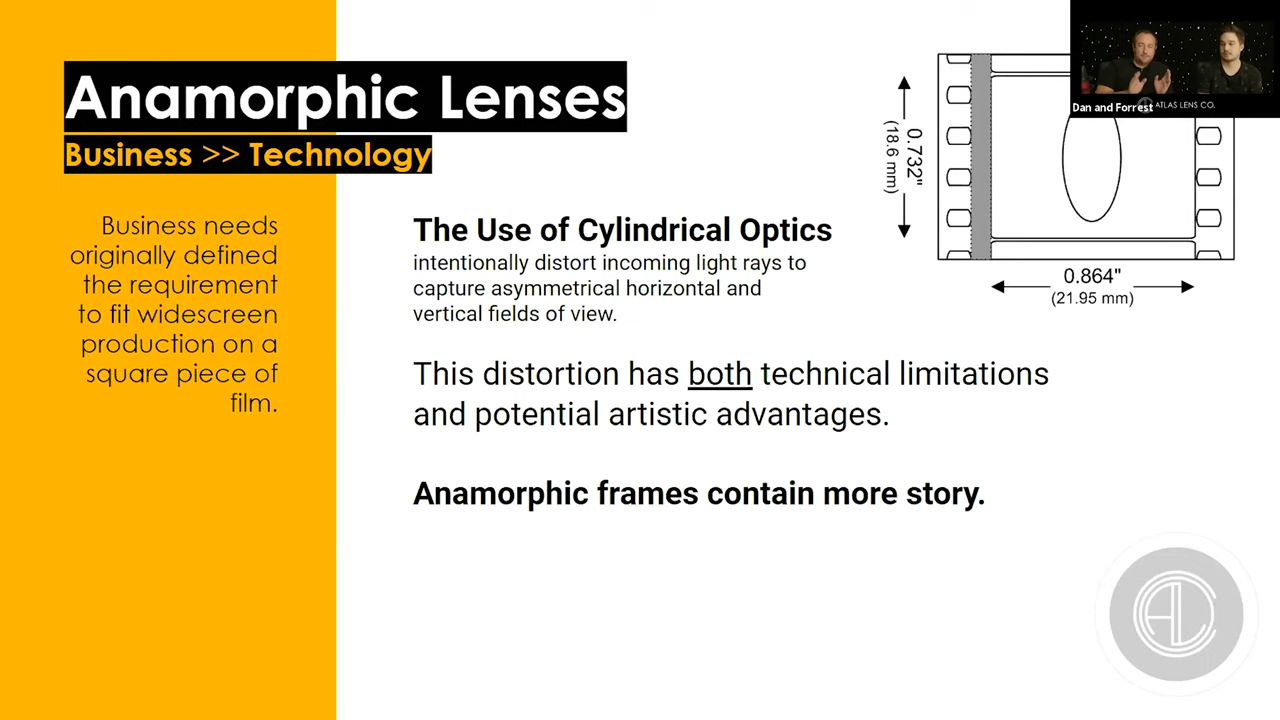 Anamorphic Lenses
Business >> Technology
Business needs
originally defined
the requirement
to fit widescreen
production on a
square piece of
film.
The Use of Cylindrical Optics
intentionally distort incoming light rays to
capture asymmetrical horizontal and
vertical fields of view.
This distortion has both technical limitations
and potential artistic advantages.
Anamorphic frames contain more story.
0.732"
(18.6 mm)
0.864"
(21.95 mm)
Dan and Forrest
ATLAS LENS CO.